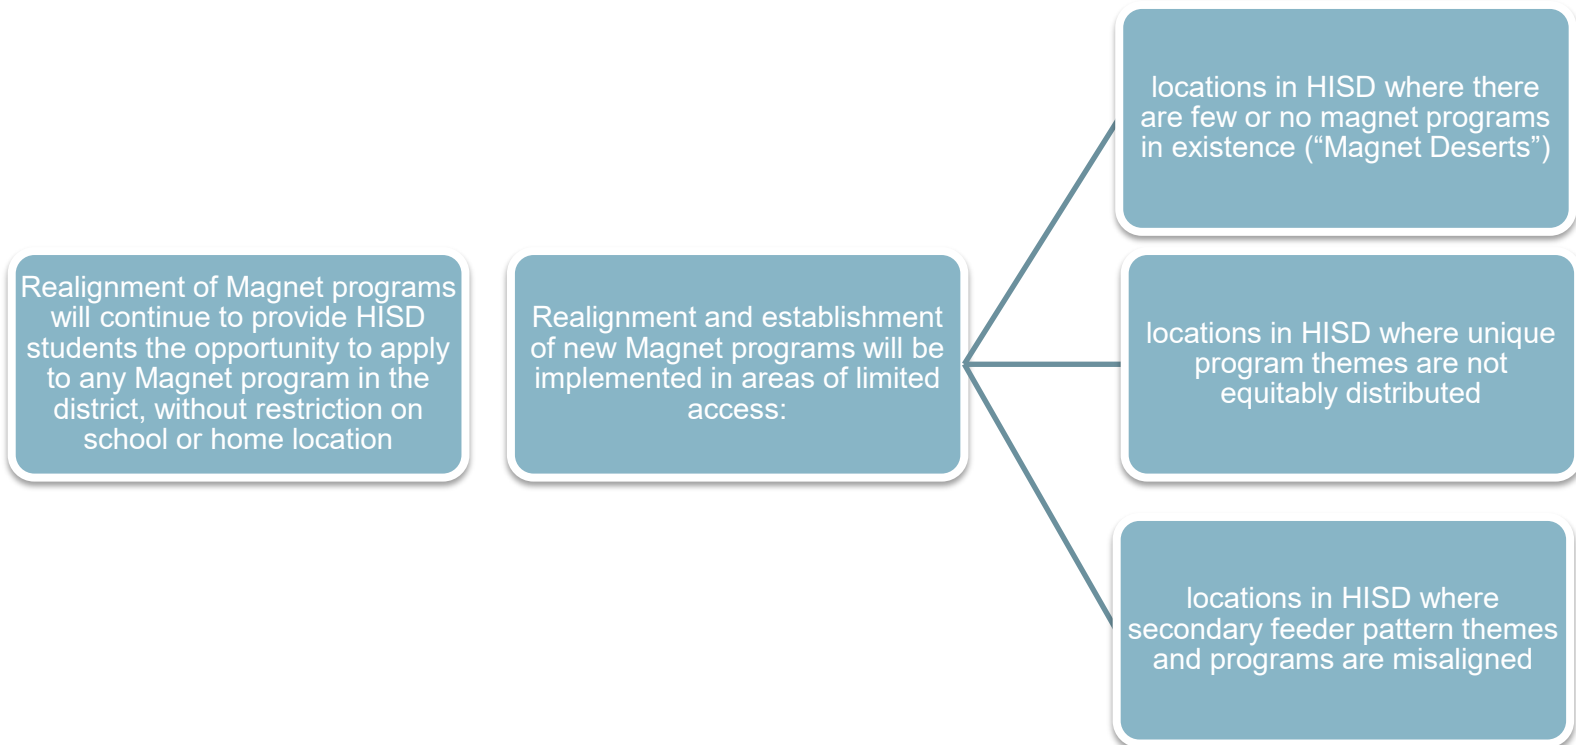 Realignment of Magnet programs
will continue to provide HISD
students the opportunity to apply
to any Magnet program in the
district, without restriction on
school or home location
Realignment and establishment
of new Magnet programs will be
implemented in areas of limited
access:
locations in HISD where there
are few or no magnet programs
in existence (“Magnet Deserts”)
locations in HISD where unique
program themes are not
equitably distributed
locations in HISD where
secondary feeder pattern themes
and programs are misaligned